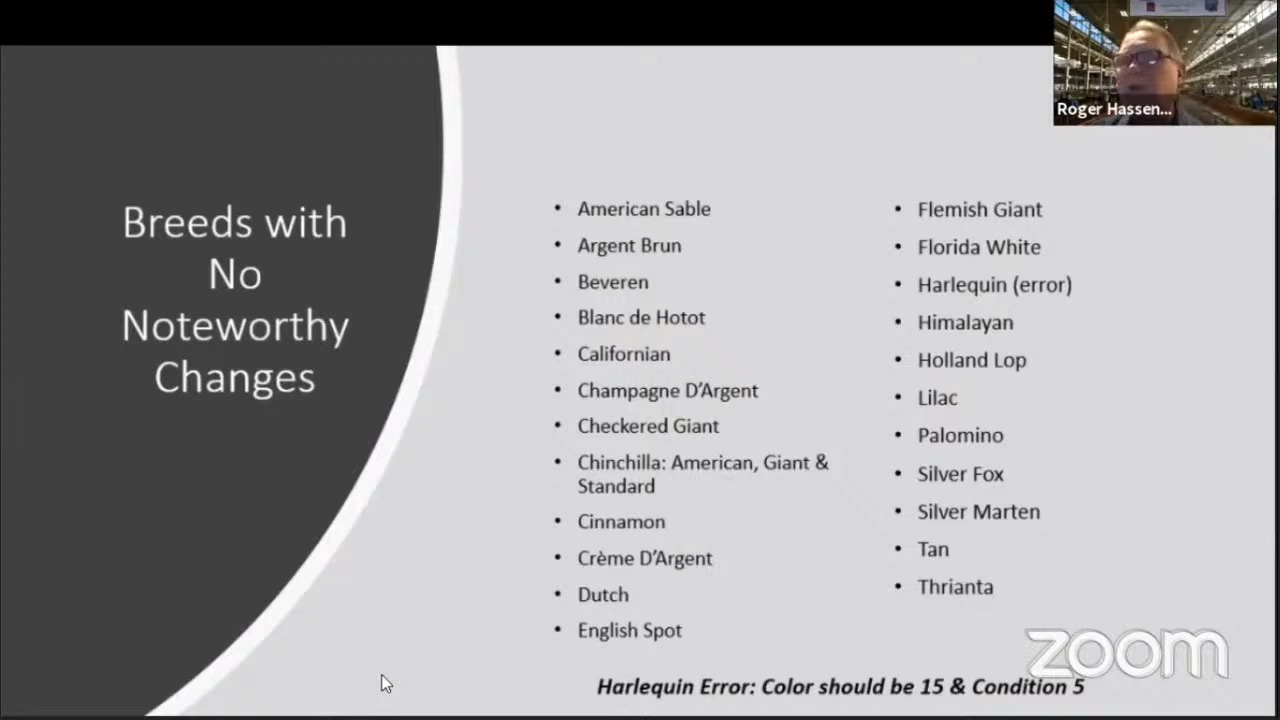 Roger Hassen...
Breeds with
No
Noteworthy
Changes
• American Sable
• Argent Brun
• Beveren
• Blanc de Hotot
• Californian
• Champagne D'Argent
• Checkered Giant
• Chinchilla: American, Giant &
Standard
• Cinnamon
• Crème D'Argent
• Dutch
• English Spot
• Flemish Giant
• Florida White
• Harlequin (error)
• Himalayan
• Holland Lop
• Lilac
• Palomino
• Silver Fox
• Silver Marten
• Tan
• Thrianta
Harlequin Error: Color should be 15 & Condition 5
zoom